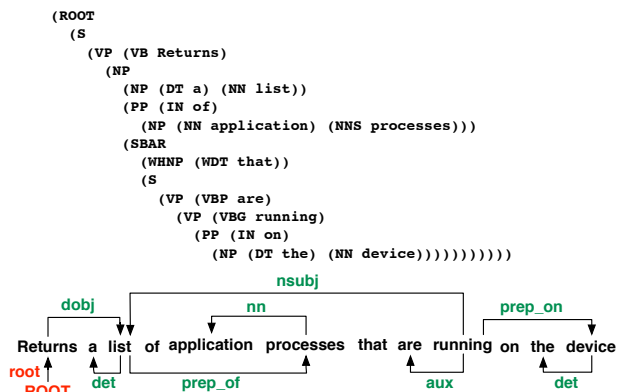 (ROOT
(S
(VP (VB Returns)
(NP
(NP (DT a) (NN list))
(PP (IN of)
(NP (NN application) (NNS processes)))
(SBAR
(WHNP (WDT that))
(S
(VP (VBP are)
(VP (VBG running)
(PP (IN on)
(NP (DT the) (NN device)))))))))))
nsubj
dobj nn prep_on
Returns a list of application processes that are running on the device
root det prep_of aux det
ROOT